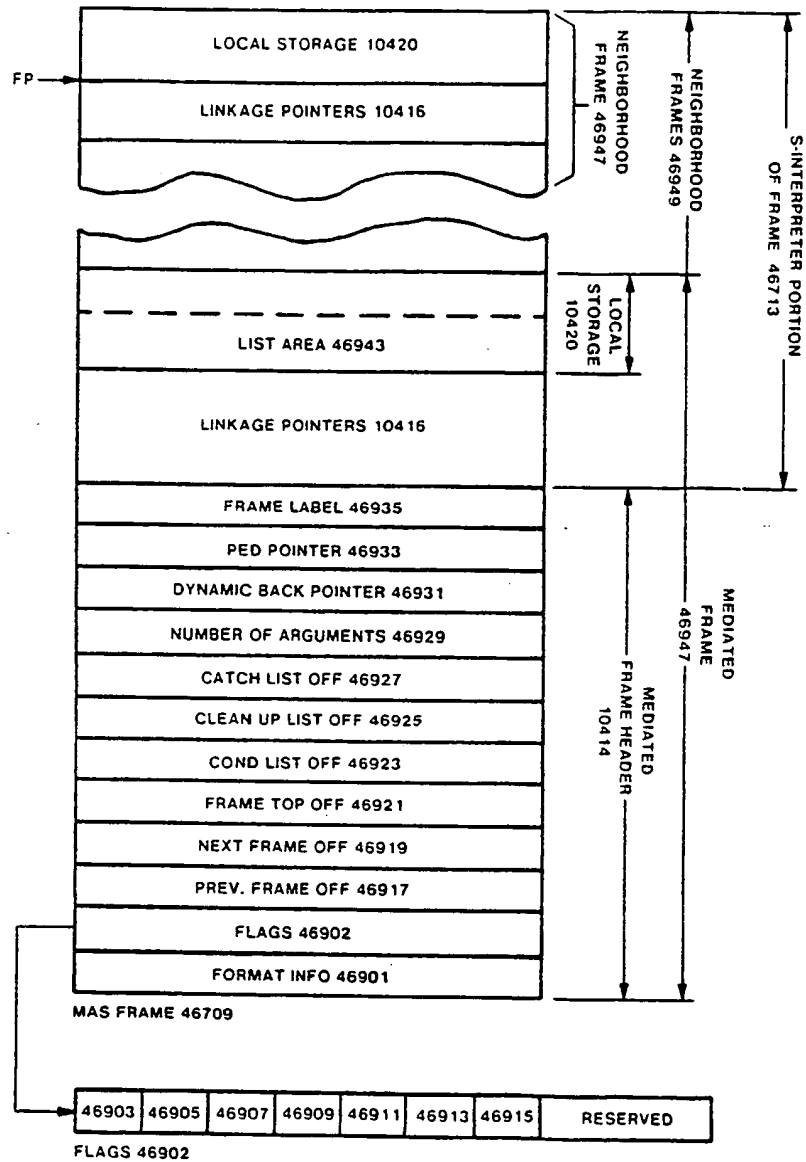 LOCAL STORAGE 10420
FP
LINKAGE POINTERS 10416
NEIGHBORHOOD
FRAME 46947
NEIGHBORHOOD
FRAMES 46949
S-INTERPRETER PORTION
OF FRAME 46713
LIST AREA 46943
LOCAL
STORAGE
10420
LINKAGE POINTERS 10416
FRAME LABEL 46935
PED POINTER 46933
DYNAMIC BACK POINTER 46931
NUMBER OF ARGUMENTS 46929
CATCH LIST OFF 46927
CLEAN UP LIST OFF 46925
COND LIST OFF 46923
FRAME TOP OFF 46921
NEXT FRAME OFF 46919
PREV. FRAME OFF 46917
FLAGS 46902
FORMAT INFO 46901
MEDIATED
FRAME HEADER
10414
MEDIATED
FRAME
46947
MAS FRAME 46709
46903 46905 46907 46909 46911 46913 46915 RESERVED
FLAGS 46902